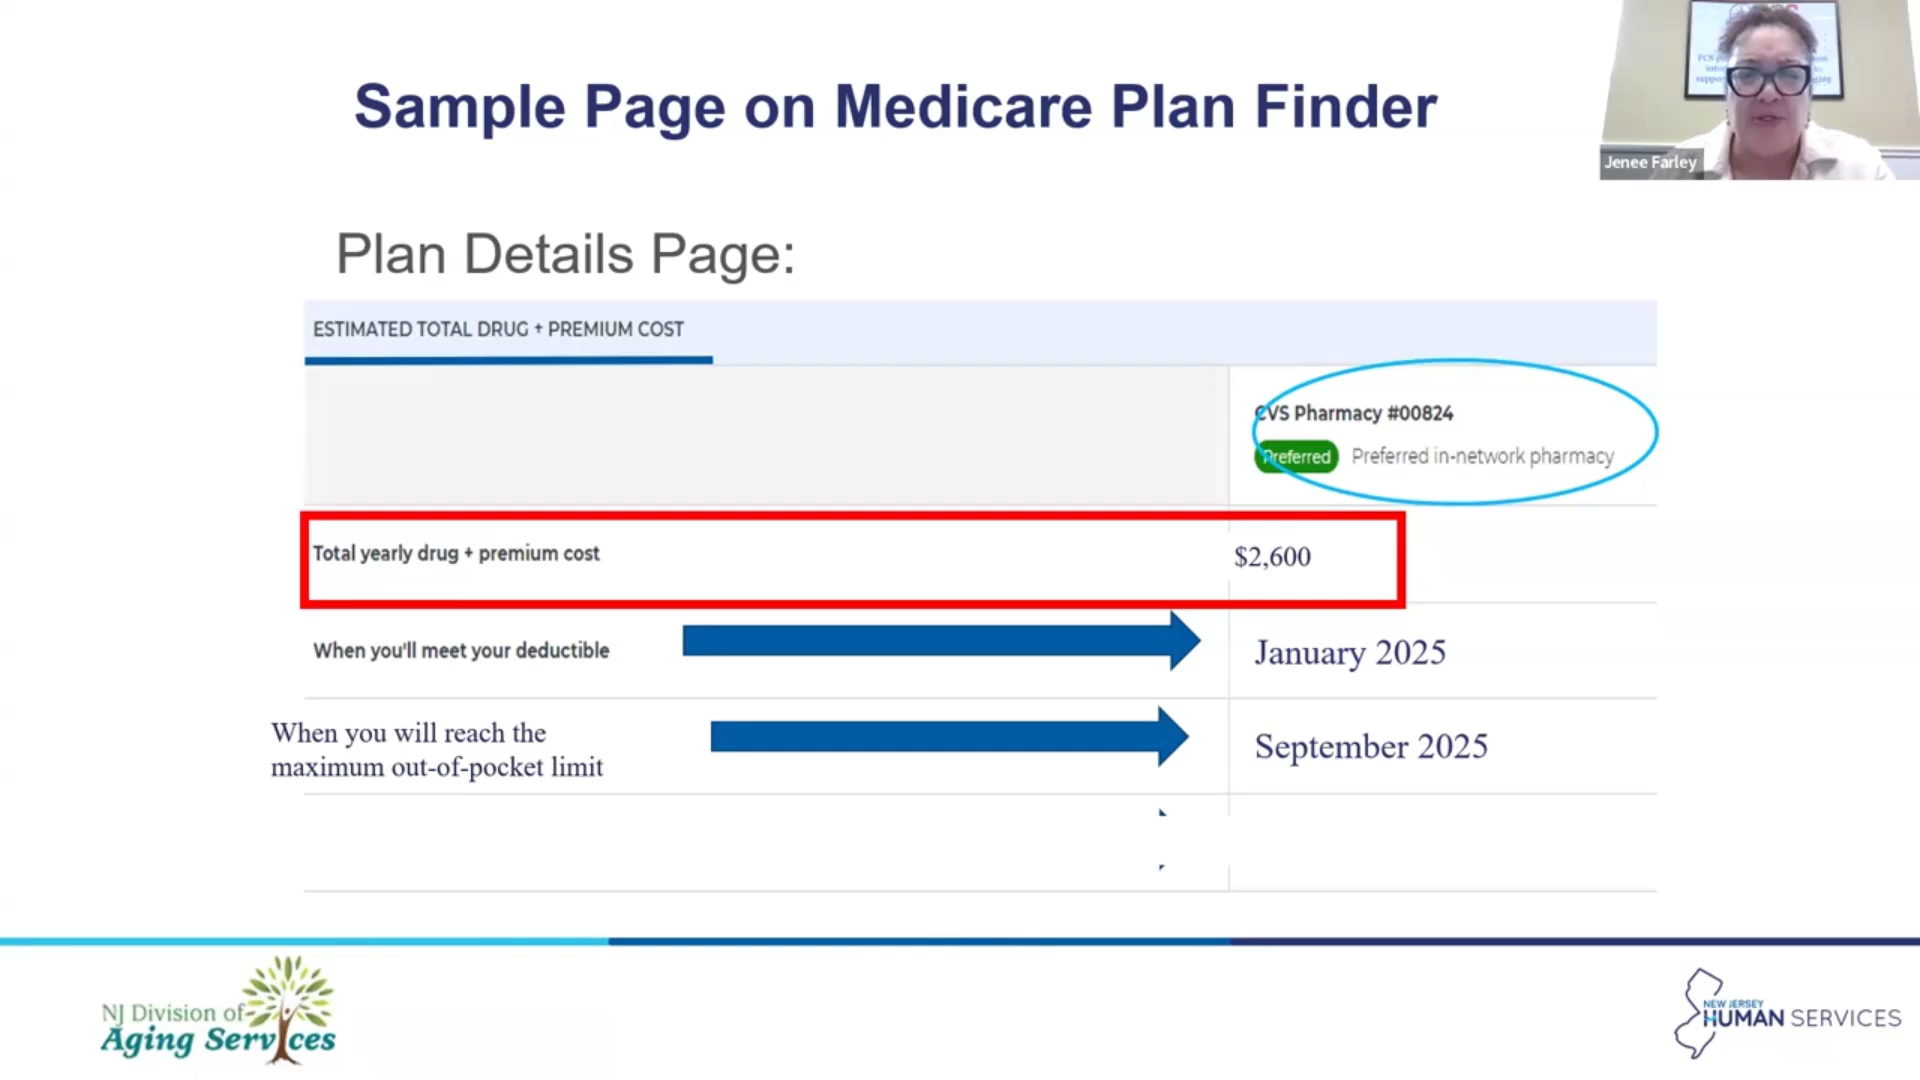 Sample Page on Medicare Plan Finder
Jenee Farley
Plan Details Page:
ESTIMATED TOTAL DRUG + PREMIUM COST
CVS Pharmacy #00824
Preferred Preferred in-network pharmacy
Total yearly drug + premium cost $2,600
When you'll meet your deductible January 2025
When you will reach the
maximum out-of-pocket limit
September 2025
NJ Division of
Aging Services
NEW JERSEY
HUMAN SERVICES